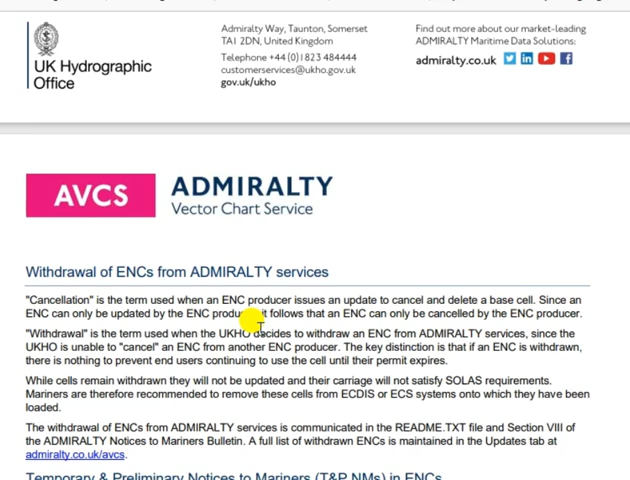 UK Hydrographic
Office
Admiralty Way, Taunton, Somerset
TA1 2DN, United Kingdom
Telephone +44 (0)1823 484444
customerservices@ukho.gov.uk
gov.uk/ukho
Find out more about our market-leading
ADMIRALTY Maritime Data Solutions:
admiralty.co.uk
AVCS
ADMIRALTY
Vector Chart Service
Withdrawal of ENCs from ADMIRALTY services
"Cancellation" is the term used when an ENC producer issues an update to cancel and delete a base cell. Since an
ENC can only be updated by the ENC it follows that an ENC can only be cancelled by the ENC producer.
"Withdrawal" is the term used when the UKHO decides to withdraw an ENC from ADMIRALTY services, since the
UKHO is unable to "cancel" an ENC from another ENC producer. The key distinction is that if an ENC is withdrawn,
there is nothing to prevent end users continuing to use the cell until their permit expires.
While cells remain withdrawn they will not be updated and their carriage will not satisfy SOLAS requirements.
Mariners are therefore recommended to remove these cells from ECDIS or ECS systems onto which they have been
loaded.
The withdrawal of ENCs from ADMIRALTY services is communicated in the README.TXT file and Section VIII of
the ADMIRALTY Notices to Mariners Bulletin. A full list of withdrawn ENCs is maintained in the Updates tab at
admiralty.co.uk/avcs.
Temporary & Preliminary Notices to Mariners (T&P NMs) in ENCs